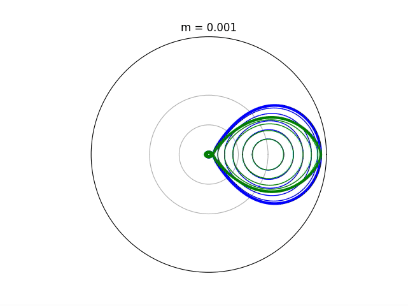 m = 0.001